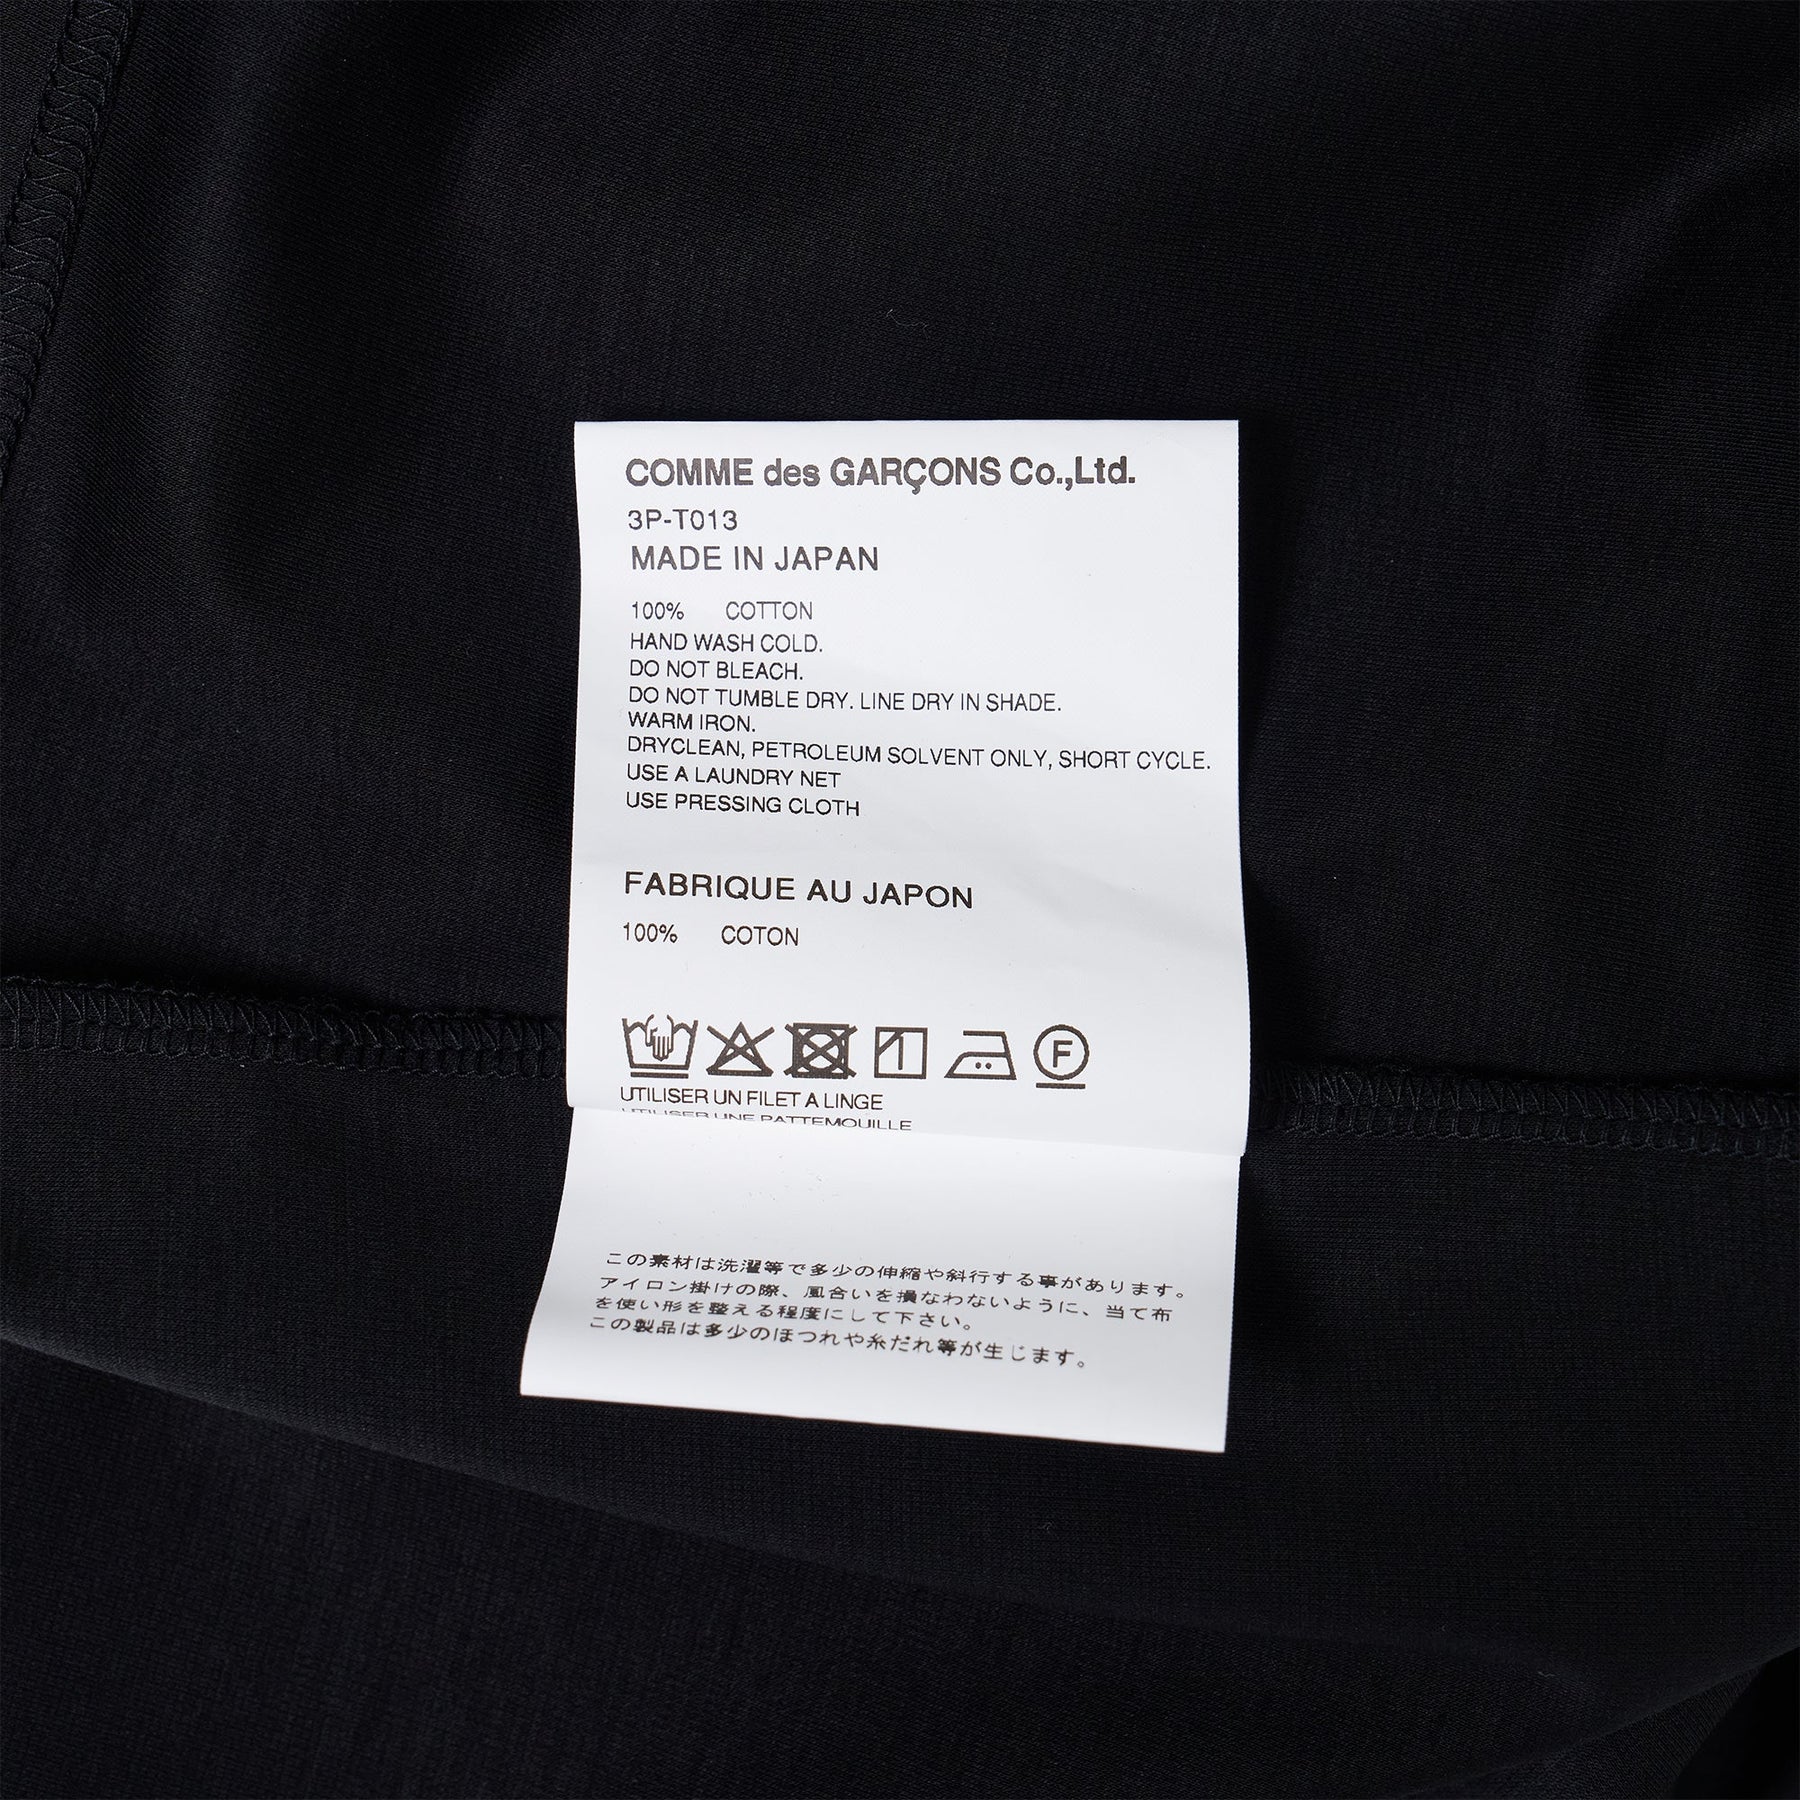 COMME des GARÇONS Co.,Ltd.
3P-T013
MADE IN JAPAN
100% COTTON
HAND WASH COLD.
DO NOT BLEACH.
DO NOT TUMBLE DRY. LINE DRY IN SHADE.
WARM IRON.
DRYCLEAN, PETROLEUM SOLVENT ONLY, SHORT CYCLE.
USE A LAUNDRY NET
USE PRESSING CLOTH
FABRIQUE AU JAPON
100% COTON
F
UTILISER UN FILET A LINGE
UTILISER UNE PATTEMOUILLE
この素材は洗濯等で多少の伸縮や斜行する事があります。
アイロン掛けの際、風合いを損なわないように、当て布
を使い形を整える程度にして下さい。
この製品は多少のほつれや糸だれ等が生じます。